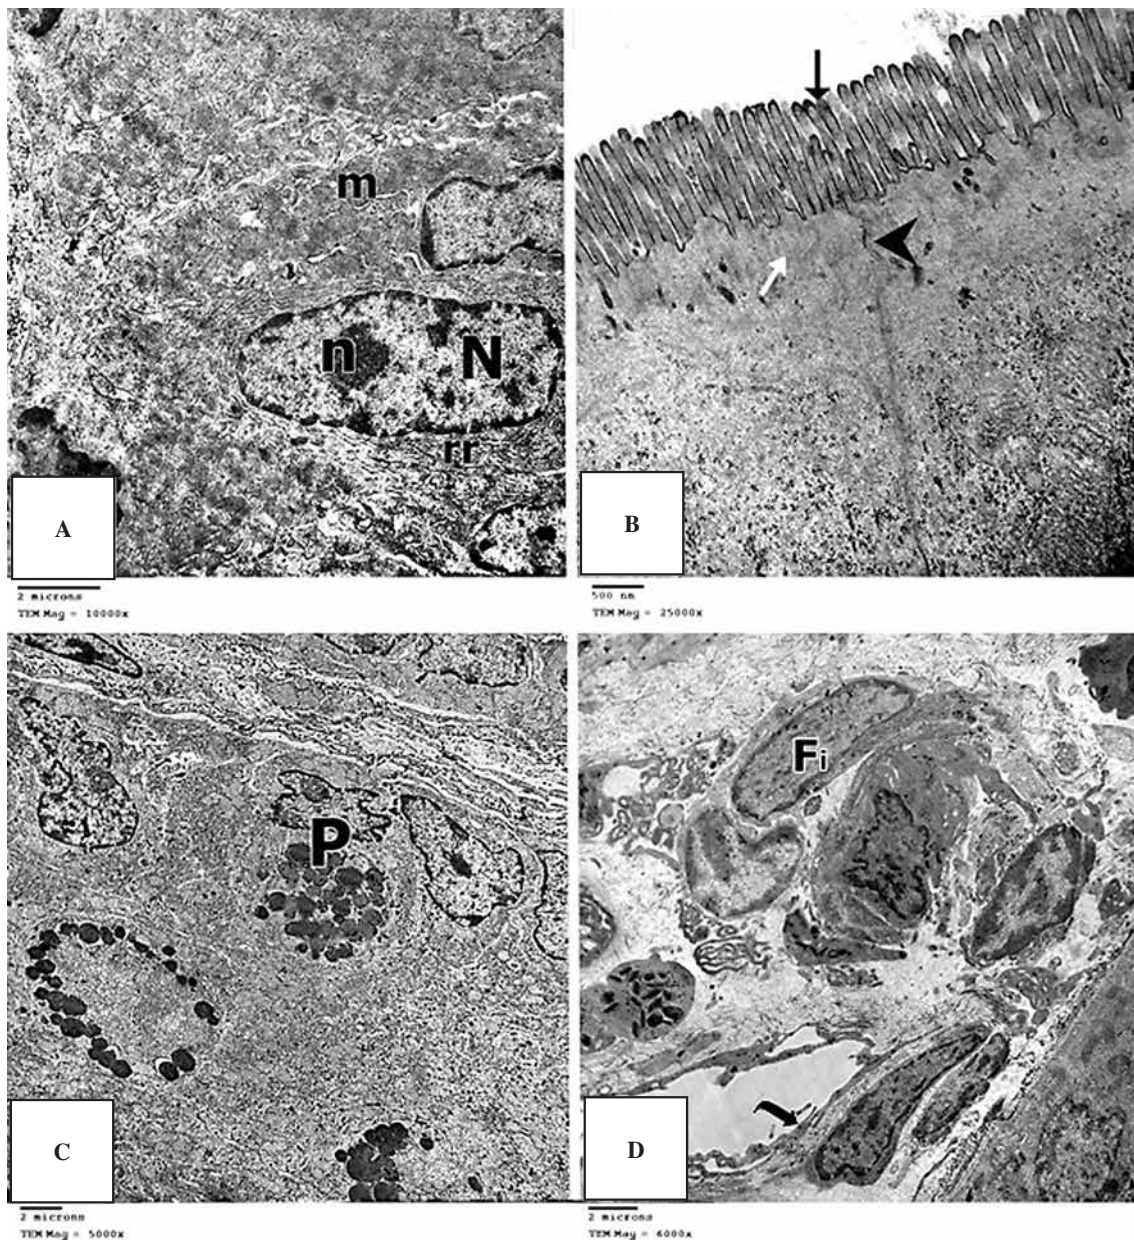 m
n
N
rr
A
B
2 microns
TEM Mag = 10000x
500 nm
TEM Mag = 25000x
P
Fi
C
D
2 microns
TEM Mag = 5000x
2 microns
TEM Mag = 6000x